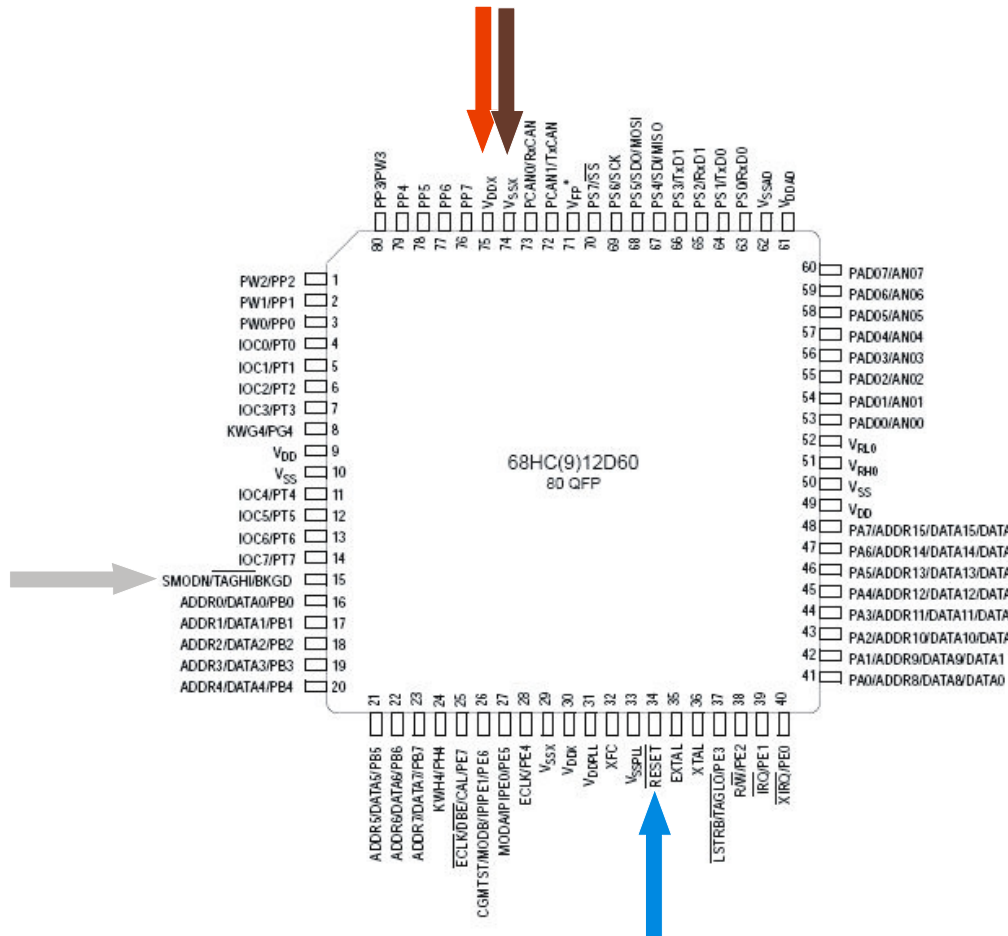 PP3/PW3
PP4
PP5
PP6
PP7
VDDX
VSSX
PCAN0/RxCAN
PCAN1/TxCAN
VFP*
PS7/SS
PS6/SCK
PS5/SDO/MOSI
PS4/SDI/MISO
PS3/TxD1
PS2/RxD1
PS1/TxD0
PS0/RxD0
VSSAD
VDDAD
80 79 78 77 76 75 74 73 72 71 70 69 68 67 66 65 64 63 62 61
PW2/PP2 1
PW1/PP1 2
PW0/PP0 3
IOC0/PT0 4
IOC1/PT1 5
IOC2/PT2 6
IOC3/PT3 7
KWG4/PG4 8
VDD 9
VSS 10
IOC4/PT4 11
IOC5/PT5 12
IOC6/PT6 13
IOC7/PT7 14
SMODN/TAGHI/BKGD 15
ADDR0/DATA0/PB0 16
ADDR1/DATA1/PB1 17
ADDR2/DATA2/PB2 18
ADDR3/DATA3/PB3 19
ADDR4/DATA4/PB4 20
68HC(9)12D60
80 QFP
60 PAD07/AN07
59 PAD06/AN06
58 PAD05/AN05
57 PAD04/AN04
56 PAD03/AN03
55 PAD02/AN02
54 PAD01/AN01
53 PAD00/AN00
52 VRL0
51 VRH0
50 VSS
49 VDD
48 PA7/ADDR15/DATA15/DATA
47 PA6/ADDR14/DATA14/DATA
46 PA5/ADDR13/DATA13/DATA
45 PA4/ADDR12/DATA12/DATA
44 PA3/ADDR11/DATA11/DATA
43 PA2/ADDR10/DATA10/DATA
42 PA1/ADDR9/DATA9/DATA1
41 PA0/ADDR8/DATA8/DATA0
21 22 23 24 25 26 27 28 29 30 31 32 33 34 35 36 37 38 39 40
ADDR5/DATA5/PB5
ADDR6/DATA6/PB6
ADDR7/DATA7/PB7
KWH4/PH4
ECLK/DBE/CAL/PE7
CGMTST/MODB/IPIPE1/PE6
MODA/IPIPE0/PE5
ECLK/PE4
VSSX
VDDX
VDDPLL
XFC
VSSPLL
RESET
EXTAL
XTAL
LSTRB/TAGLO/PE3
R/W/PE2
IRQ/PE1
XIRQ/PE0